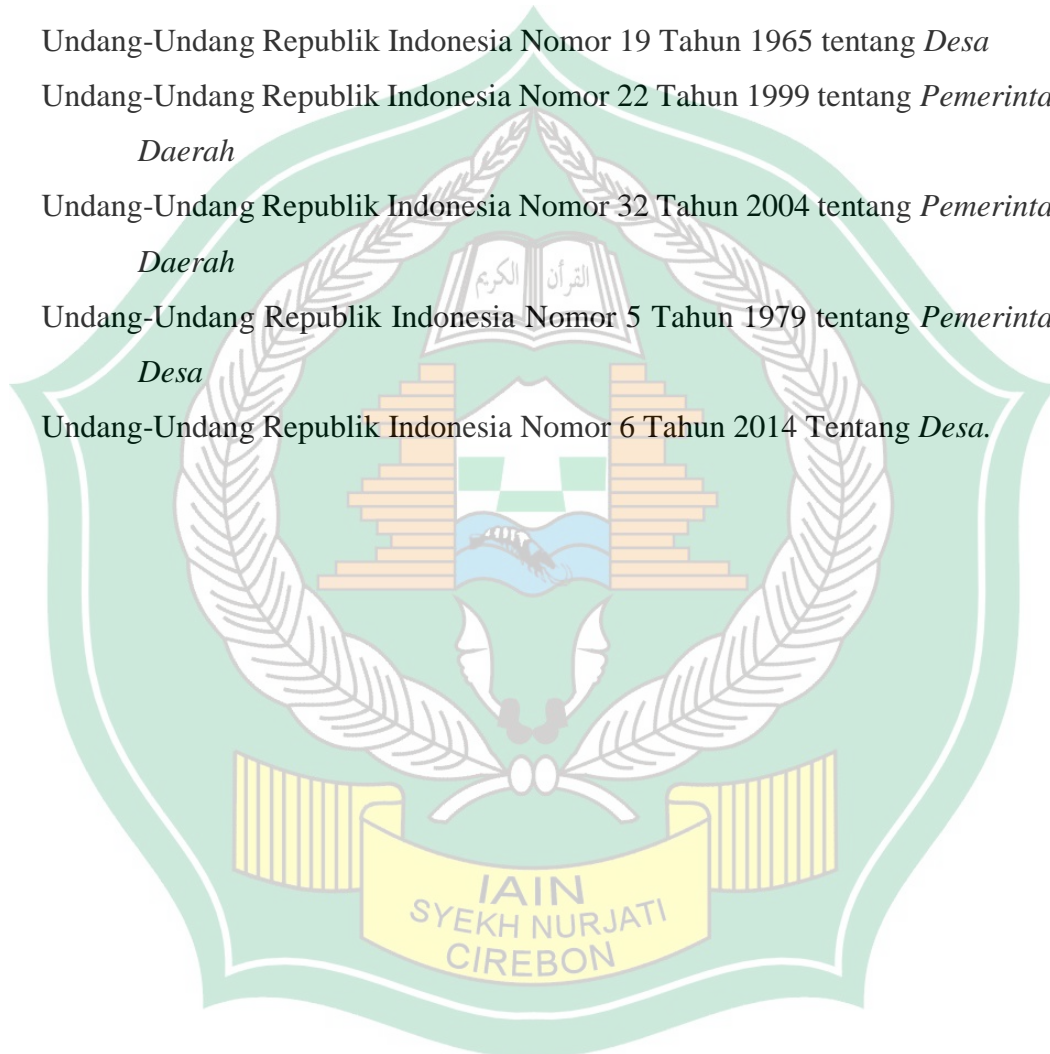 Undang-Undang Republik Indonesia Nomor 19 Tahun 1965 tentang Desa
Undang-Undang Republik Indonesia Nomor 22 Tahun 1999 tentang Pemerinta
Daerah
Undang-Undang Republik Indonesia Nomor 32 Tahun 2004 tentang Pemerinta
Daerah
Undang-Undang Republik Indonesia Nomor 5 Tahun 1979 tentang Pemerinta
Desa
Undang-Undang Republik Indonesia Nomor 6 Tahun 2014 Tentang Desa.
القرأن الكريم
IAIN
SYEKH NURJATI
CIREBON